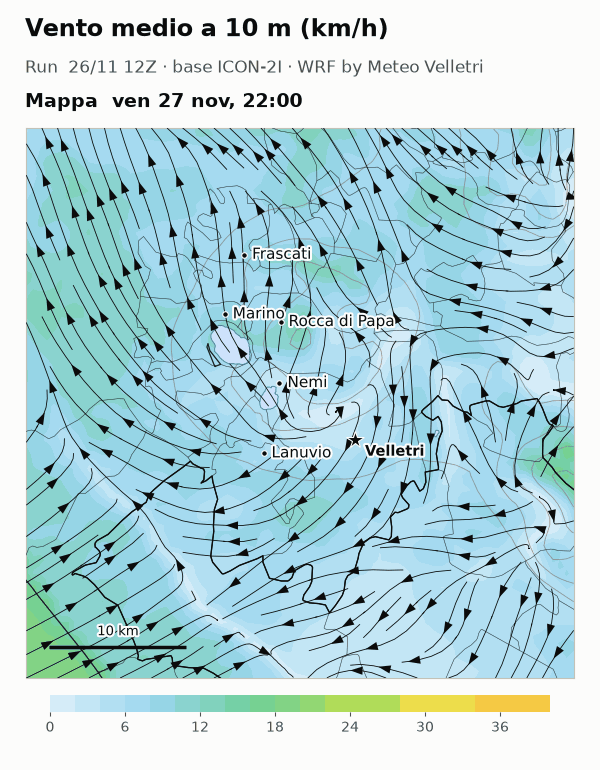 Vento medio a 10 m (km/h)
Run  26/11 12Z · base ICON-2I · WRF by Meteo Velletri
Mappa  ven 27 nov, 22:00
Frascati
Marino
Rocca di Papa
Nemi
Velletri
Lanuvio
10 km
0 6 12 18 24 30 36